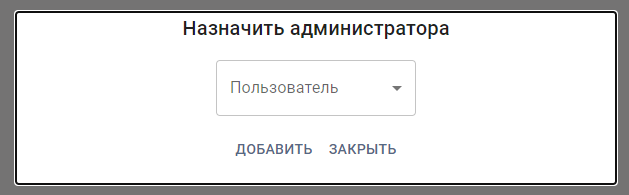 Назначить администратора
Пользователь
ДОБАВИТЬ ЗАКРЫТЬ